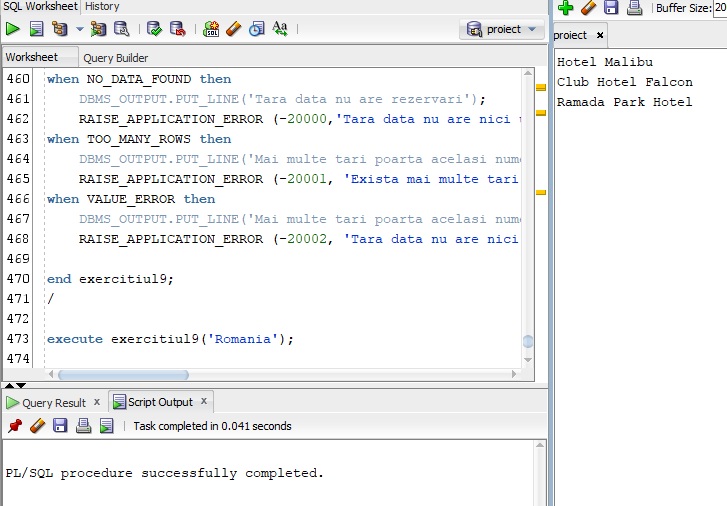 SQL Worksheet History
proiect
Worksheet Query Builder
460 when NO_DATA_FOUND then
461 DBMS_OUTPUT.PUT_LINE('Tara data nu are rezervari');
462 RAISE_APPLICATION_ERROR (-20000,'Tara data nu are nici
463 when TOO_MANY_ROWS then
464 DBMS_OUTPUT.PUT_LINE('Mai multe tari poarta acelasi nume
465 RAISE_APPLICATION_ERROR (-20001, 'Exista mai multe tari
466 when VALUE_ERROR then
467 DBMS_OUTPUT.PUT_LINE('Mai multe tari poarta acelasi nume
468 RAISE_APPLICATION_ERROR (-20002, 'Tara data nu are nici
469
470 end exercitiul9;
471 /
472
473 execute exercitiul9('Romania');
474
Query Result x Script Output x
Task completed in 0.041 seconds
PL/SQL procedure successfully completed.
Buffer Size: 20
proiect x
Hotel Malibu
Club Hotel Falcon
Ramada Park Hotel